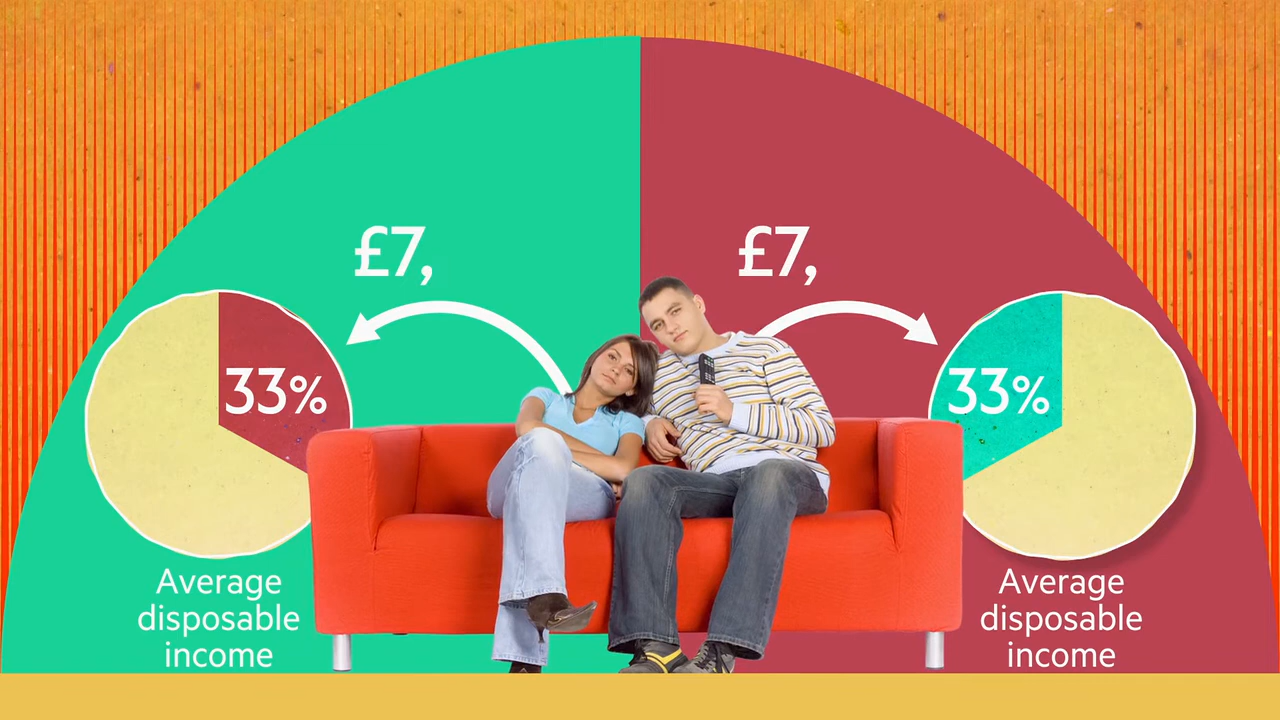 £7,
33%
Average
disposable
income
£7,
33%
Average
disposable
income